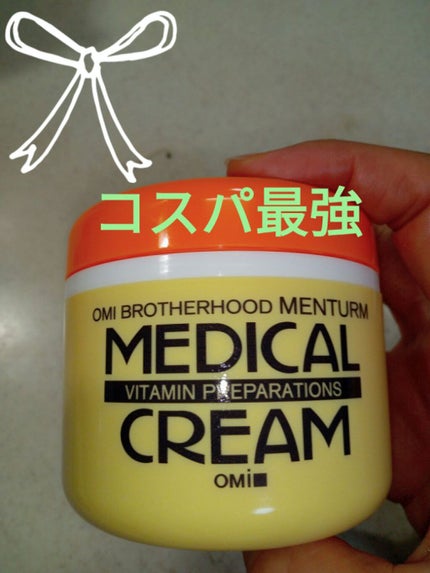 コスパ最強
OMI BROTHERHOOD MENTURM
MEDICAL
VITAMIN PREPARATIONS
CREAM
OMi